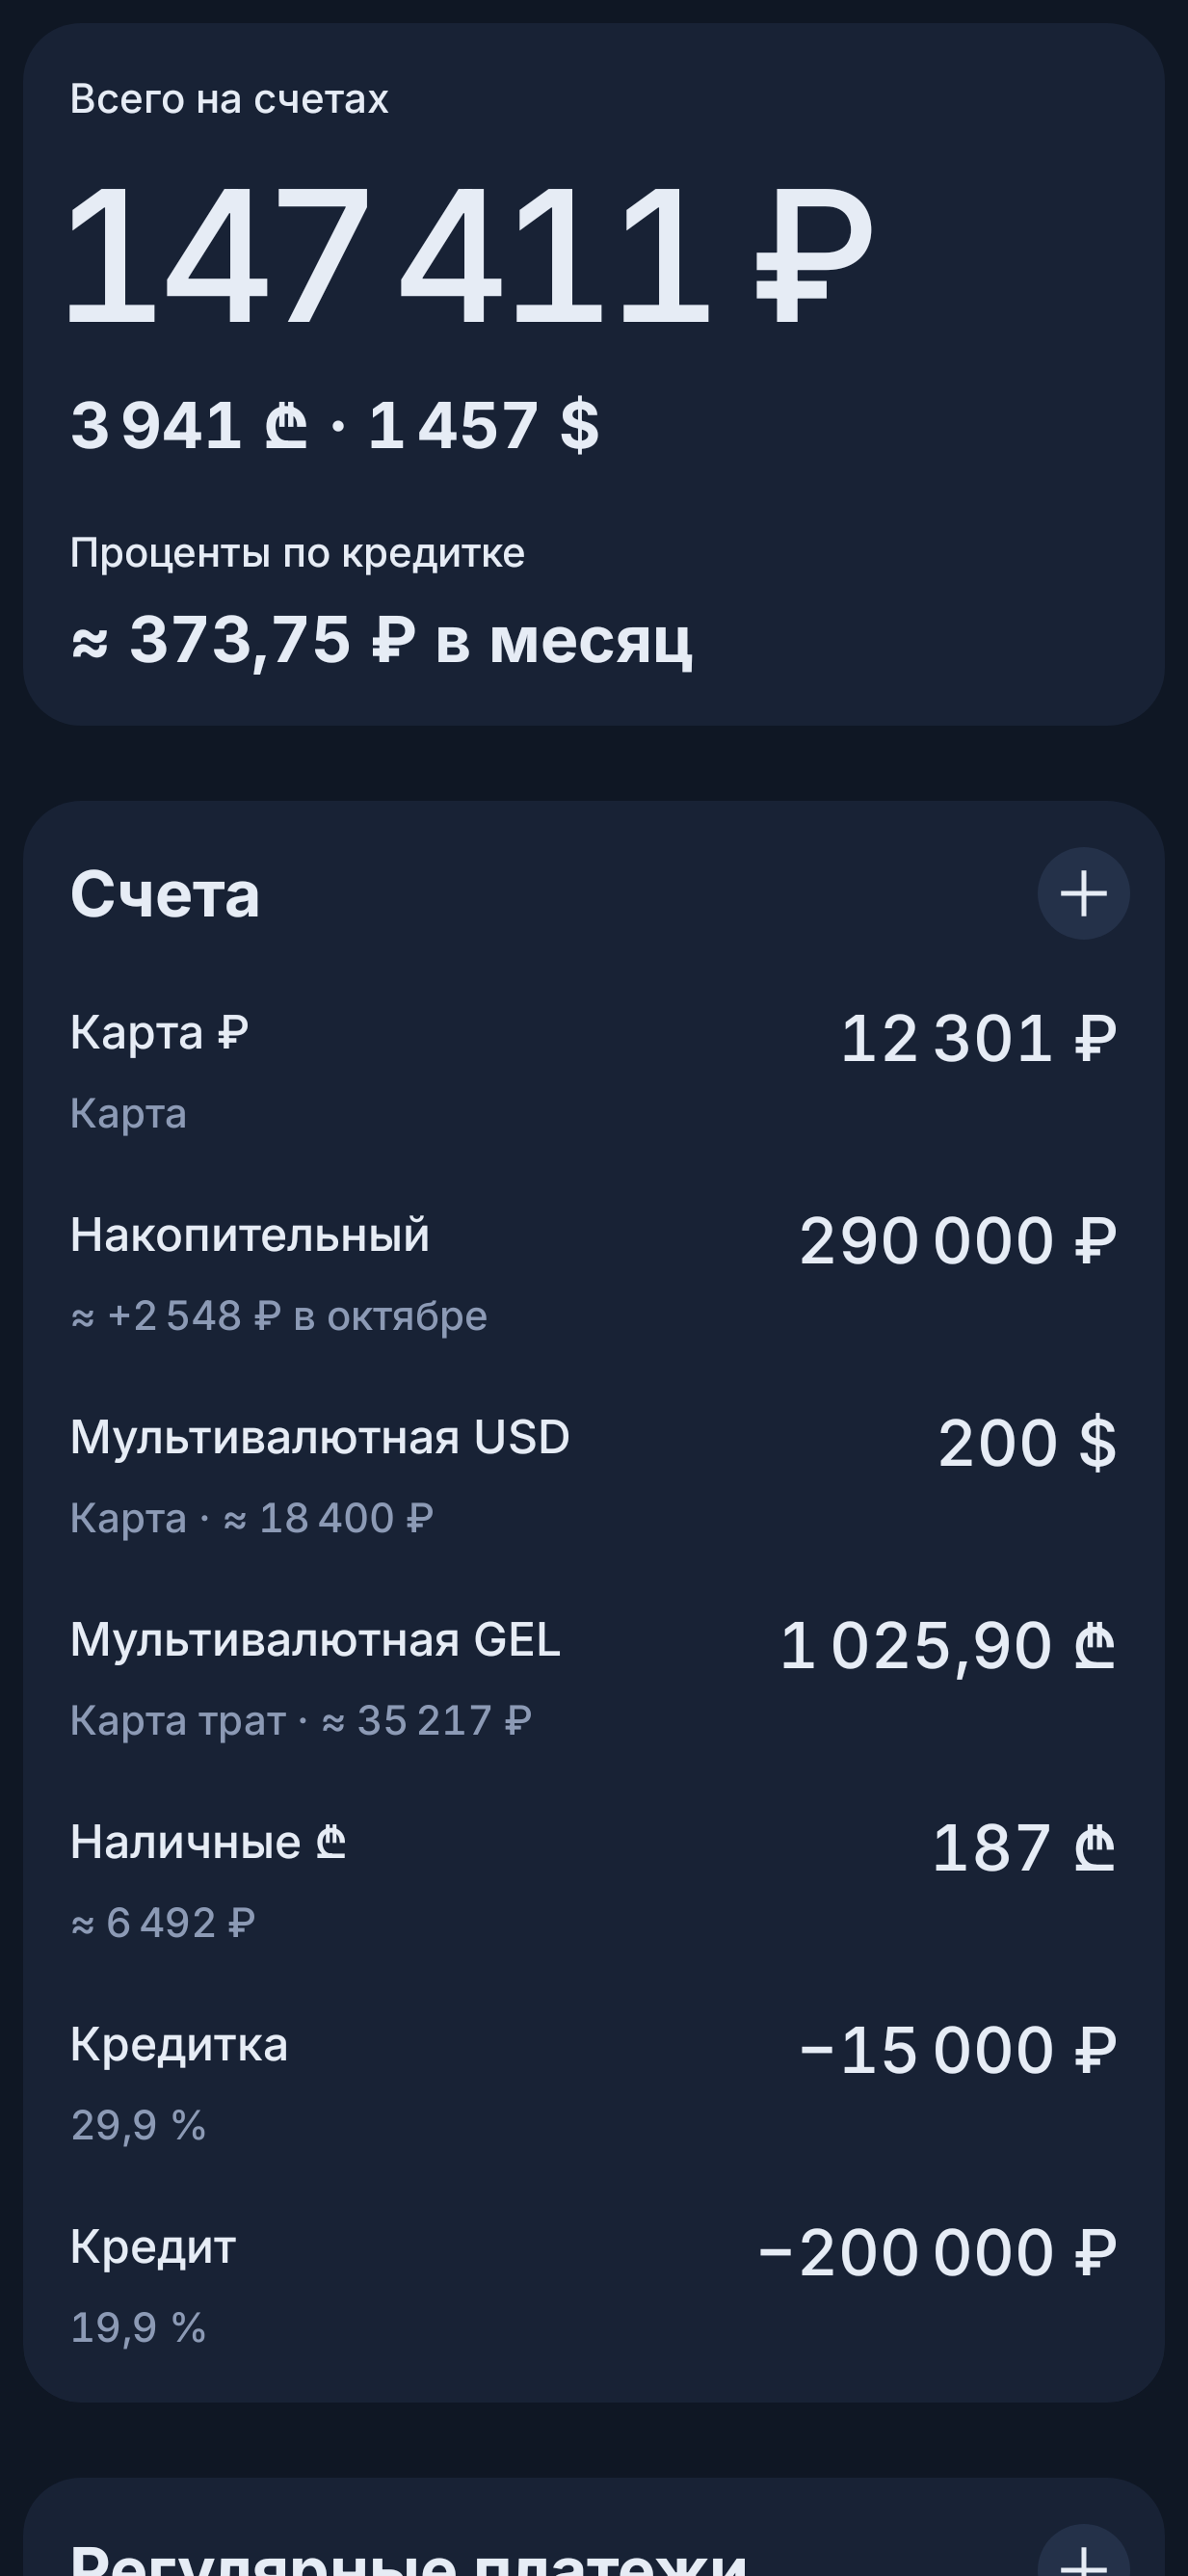 Всего на счетах
147 411 ₽
3 941 ₾ · 1 457 $
Проценты по кредитке
≈ 373,75 ₽ в месяц
Счета
Карта ₽
12 301 ₽
Карта
Накопительный
290 000 ₽
≈ +2 548 ₽ в октябре
Мультивалютная USD
200 $
Карта · ≈ 18 400 ₽
Мультивалютная GEL
1 025,90 ₾
Карта трат · ≈ 35 217 ₽
Наличные ₾
187 ₾
≈ 6 492 ₽
Кредитка
−15 000 ₽
29,9 %
Кредит
−200 000 ₽
19,9 %
Регулярные платежи